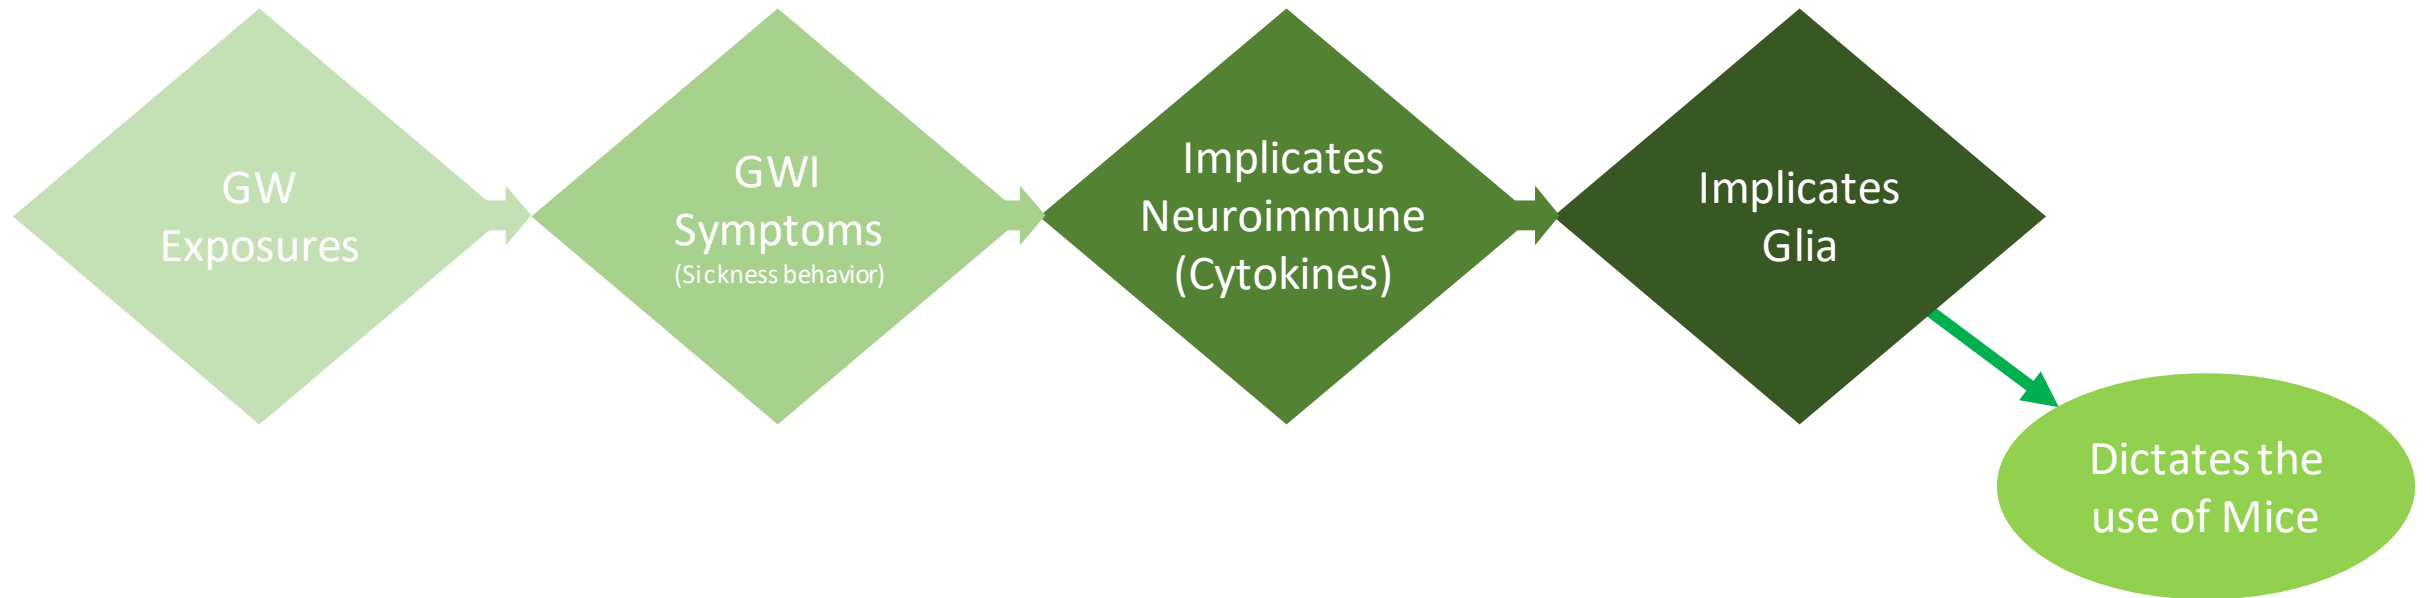 GW
Exposures
GWI
Symptoms
(Sickness behavior)
Implicates
Neuroimmune
(Cytokines)
Implicates
Glia
Dictates the
use of Mice